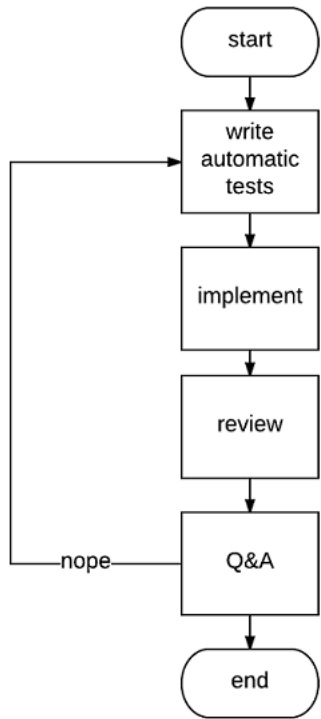 start
write
automatic
tests
implement
review
nope
Q&A
end